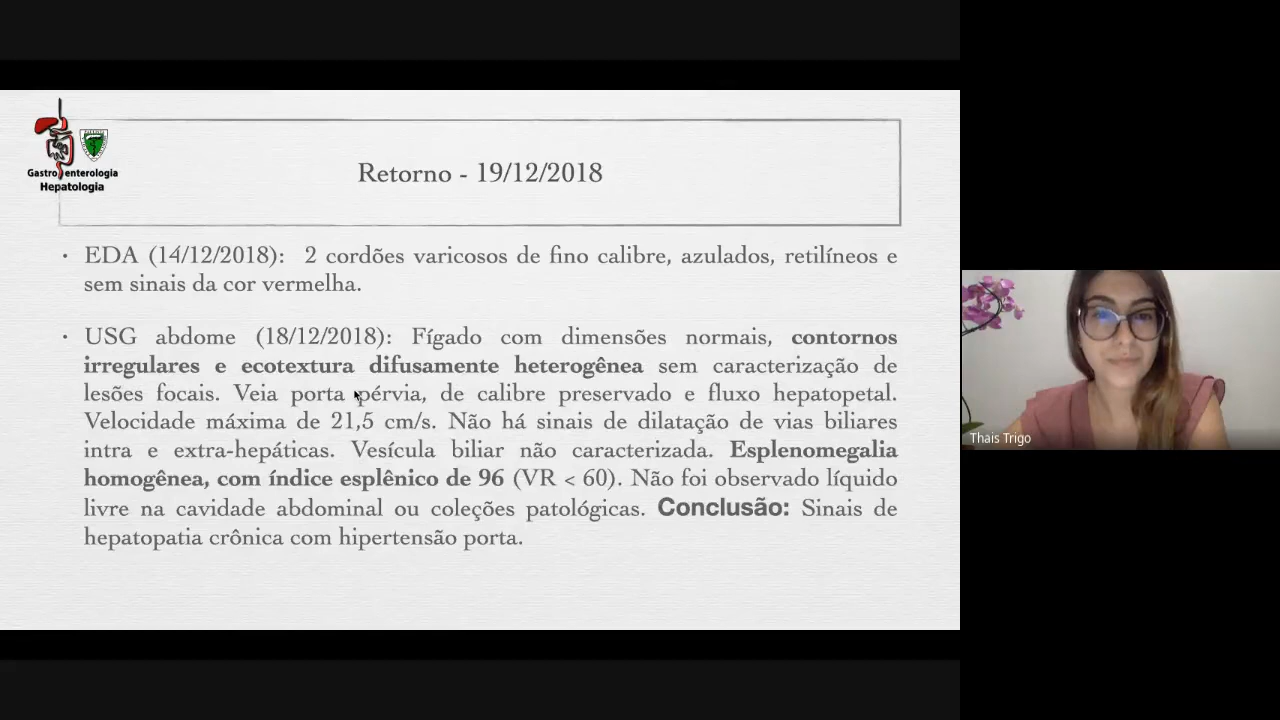 Gastroenterologia
Hepatologia
Retorno - 19/12/2018
• EDA (14/12/2018): 2 cordões varicosos de fino calibre, azulados, retilíneos e
sem sinais da cor vermelha.
• USG abdome (18/12/2018): Fígado com dimensões normais, contornos
irregulares e ecotextura difusamente heterogênea sem caracterização de
lesões focais. Veia porta pérvia, de calibre preservado e fluxo hepatopetal.
Velocidade máxima de 21,5 cm/s. Não há sinais de dilatação de vias biliares
intra e extra-hepáticas. Vesícula biliar não caracterizada. Esplenomegalia
homogênea, com índice esplênico de 96 (VR < 60). Não foi observado líquido
livre na cavidade abdominal ou coleções patológicas. Conclusão: Sinais de
hepatopatia crônica com hipertensão porta.
Thais Trigo